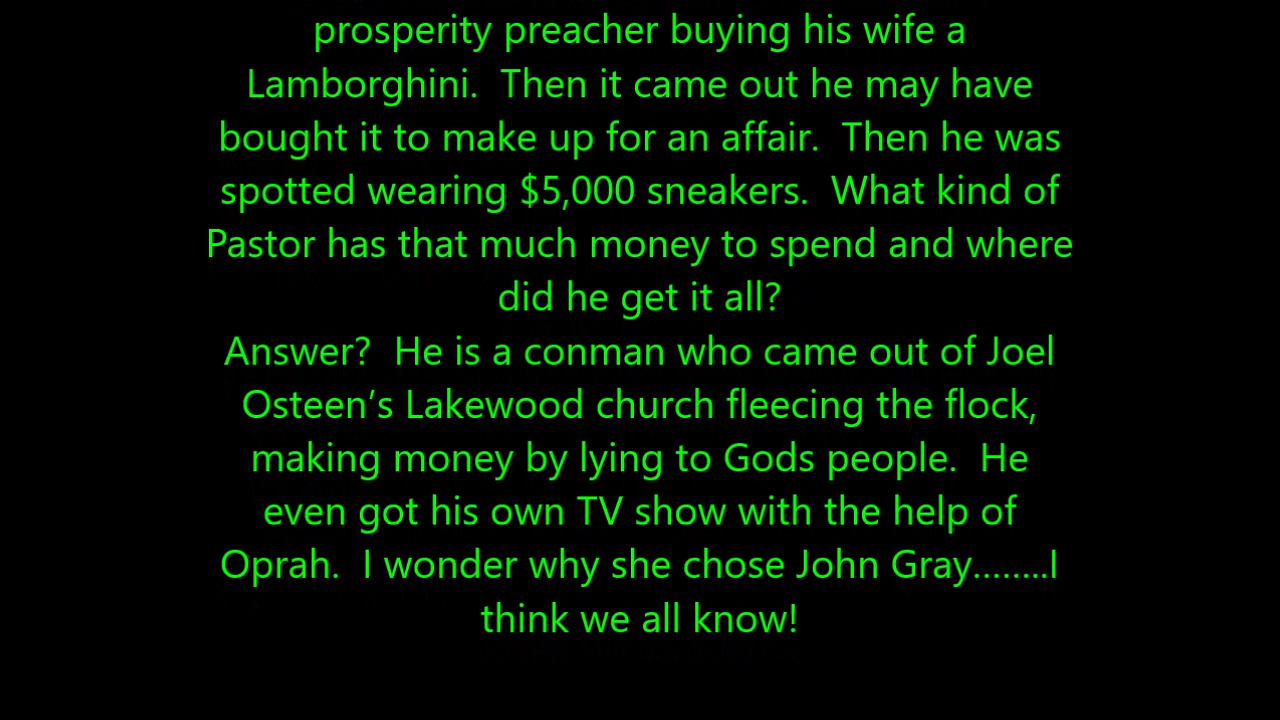 prosperity preacher buying his wife a
Lamborghini.  Then it came out he may have
bought it to make up for an affair.  Then he was
spotted wearing $5,000 sneakers.  What kind of
Pastor has that much money to spend and where
did he get it all?
Answer?  He is a conman who came out of Joel
Osteen’s Lakewood church fleecing the flock,
making money by lying to Gods people.  He
even got his own TV show with the help of
Oprah.  I wonder why she chose John Gray........I
think we all know!